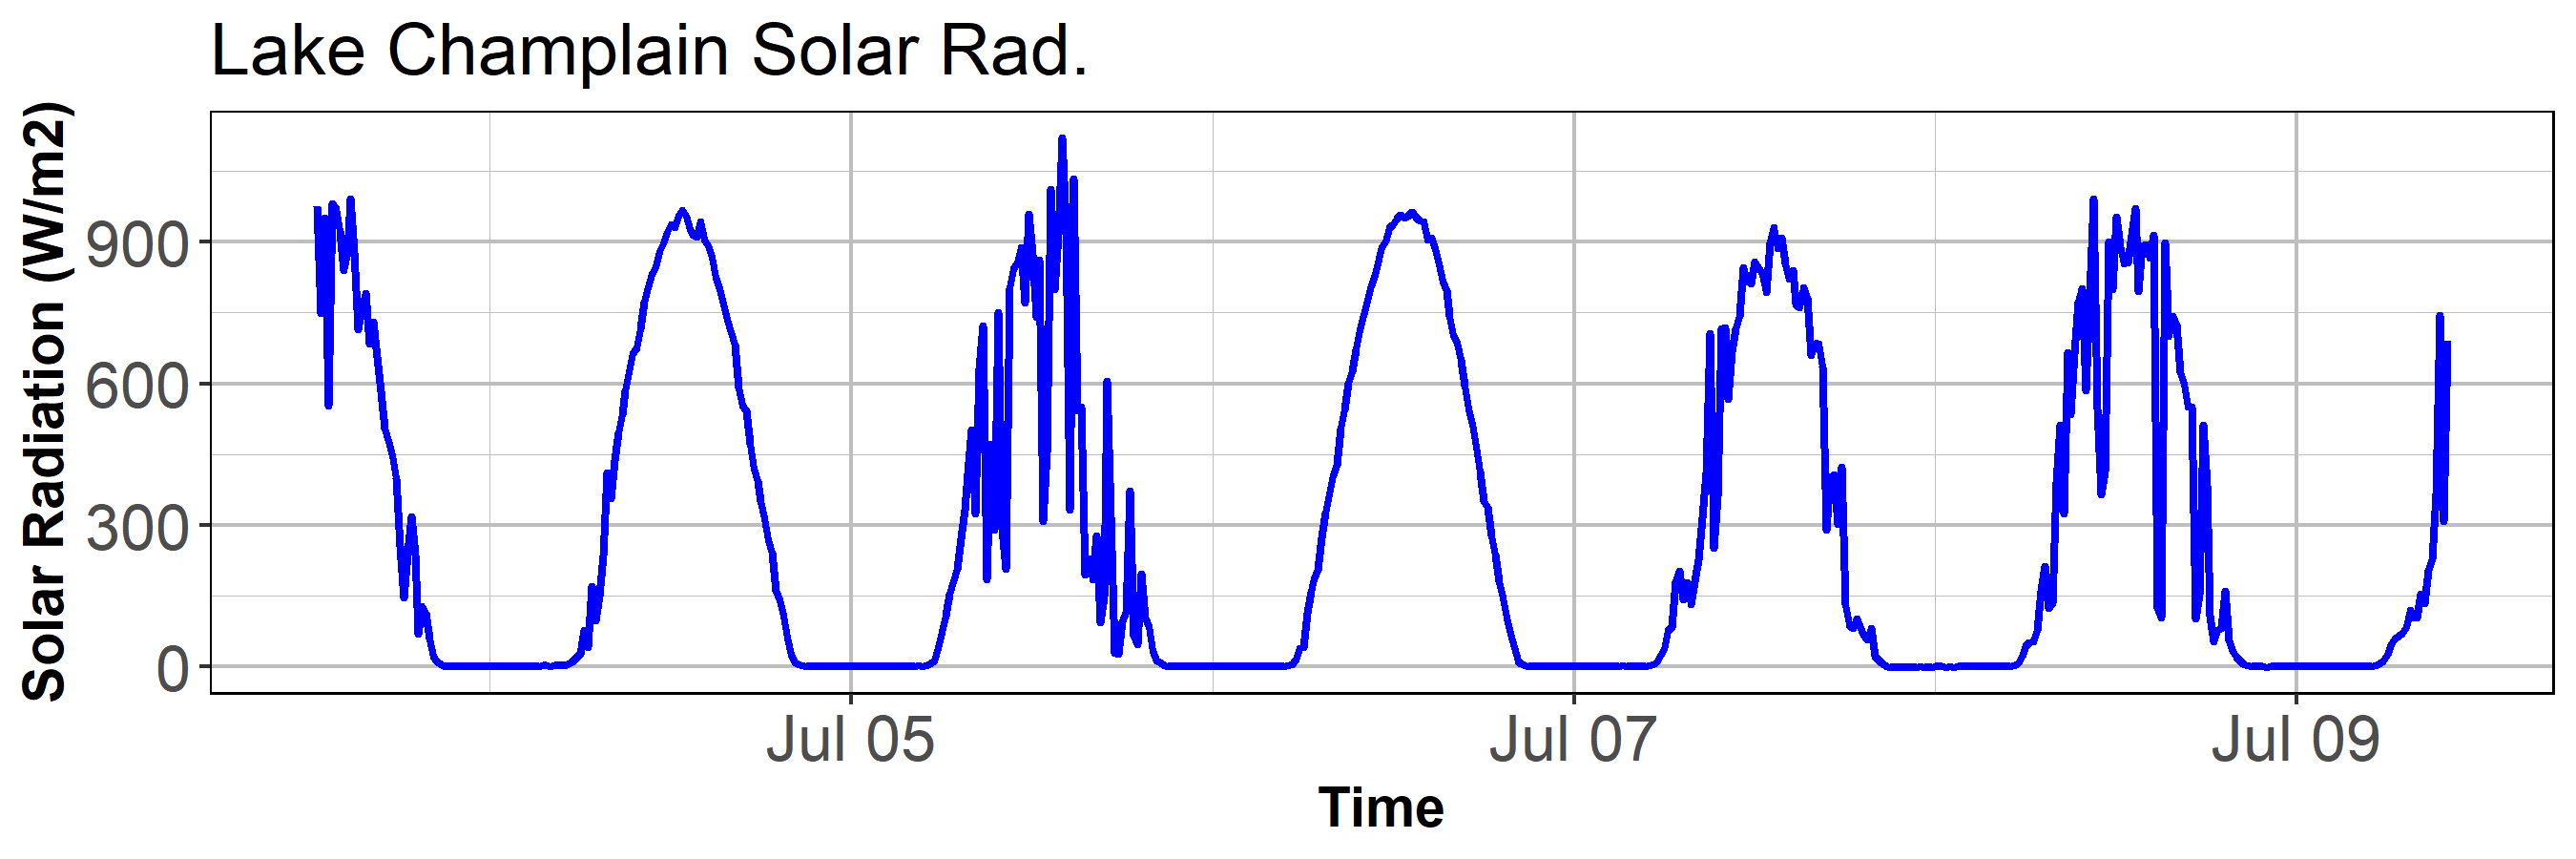 Lake Champlain Solar Rad.
Solar Radiation (W/m2)
900
600
300
0
Jul 05
Jul 07
Jul 09
Time